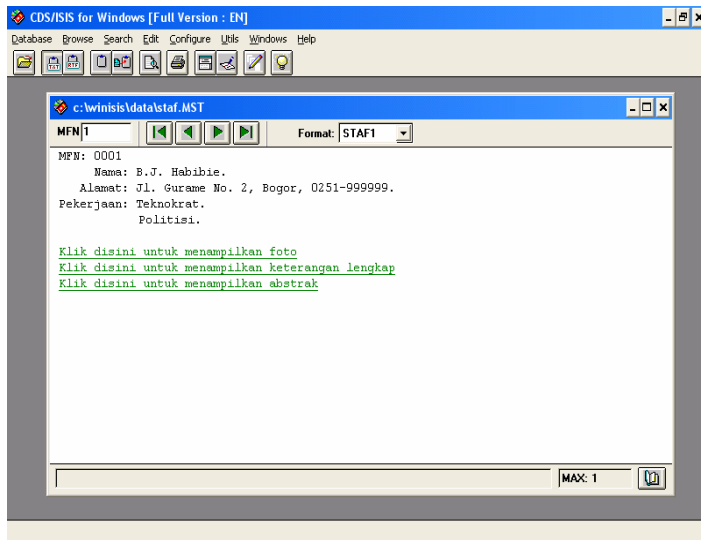 CDS/ISIS for Windows [Full Version : EN]
Database Browse Search Edit Configure Utils Windows Help
c:\winisis\data\staf.MST
MFN 1 Format: STAF1
MFN: 0001
Nama: B.J. Habibie.
Alamat: Jl. Gurame No. 2, Bogor, 0251-999999.
Pekerjaan: Teknokrat.
Politisi.
Klik disini untuk menampilkan foto
Klik disini untuk menampilkan keterangan lengkap
Klik disini untuk menampilkan abstrak
MAX: 1